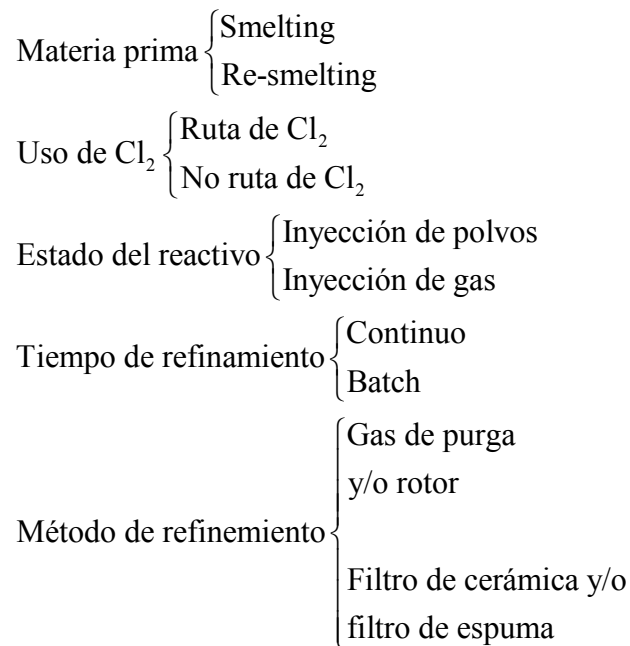 Materia prima
Smelting
Re-smelting
Uso de Cl₂
Ruta de Cl₂
No ruta de Cl₂
Estado del reactivo
Inyección de polvos
Inyección de gas
Tiempo de refinamiento
Continuo
Batch
Método de refinemiento
Gas de purga
y/o rotor
Filtro de cerámica y/o
filtro de espuma